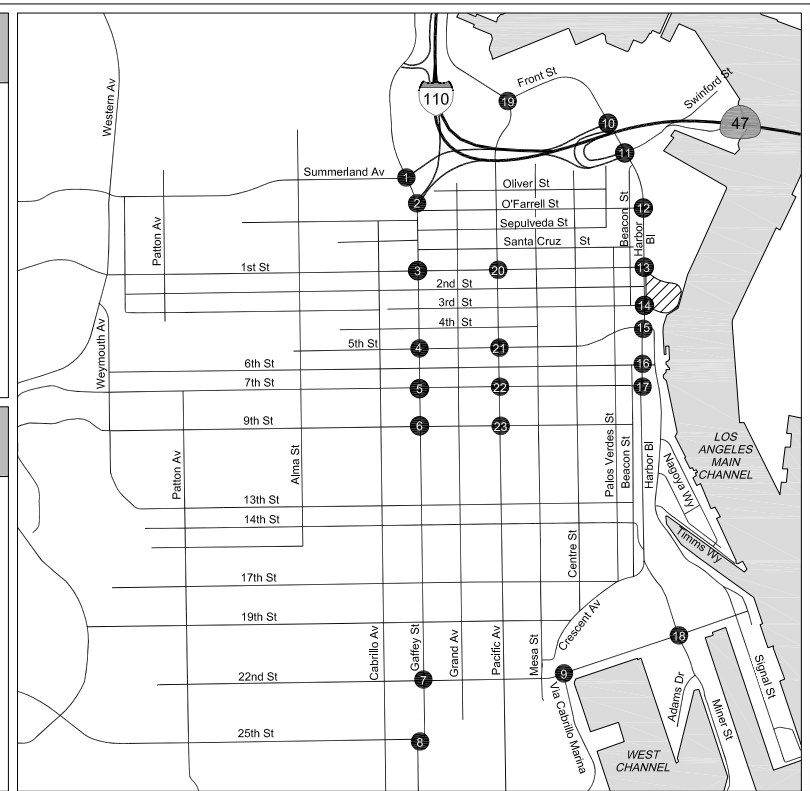 Western Av
110
Front St
19
Swinford St
10
47
11
Summerland Av
1
2
Oliver St
O'Farrell St
12
Sepulveda St
Santa Cruz St
Patton Av
Beacon St
Harbor Bl
1st St
3
20
13
2nd St
3rd St
14
4th St
15
5th St
4
21
Weymouth Av
6th St
16
7th St
5
22
17
9th St
6
23
Patton Av
Alma St
Palos Verdes St
Beacon St
Harbor Bl
LOS
ANGELES
MAIN
CHANNEL
Nagoya Wy
13th St
14th St
Timms Wy
Centre St
17th St
19th St
Crescent Av
Cabrillo Av
Gaffey St
Grand Av
Pacific Av
Mesa St
18
Signal St
22nd St
7
9
Via Cabrillo Marina
Adams Dr
Miner St
25th St
8
WEST
CHANNEL